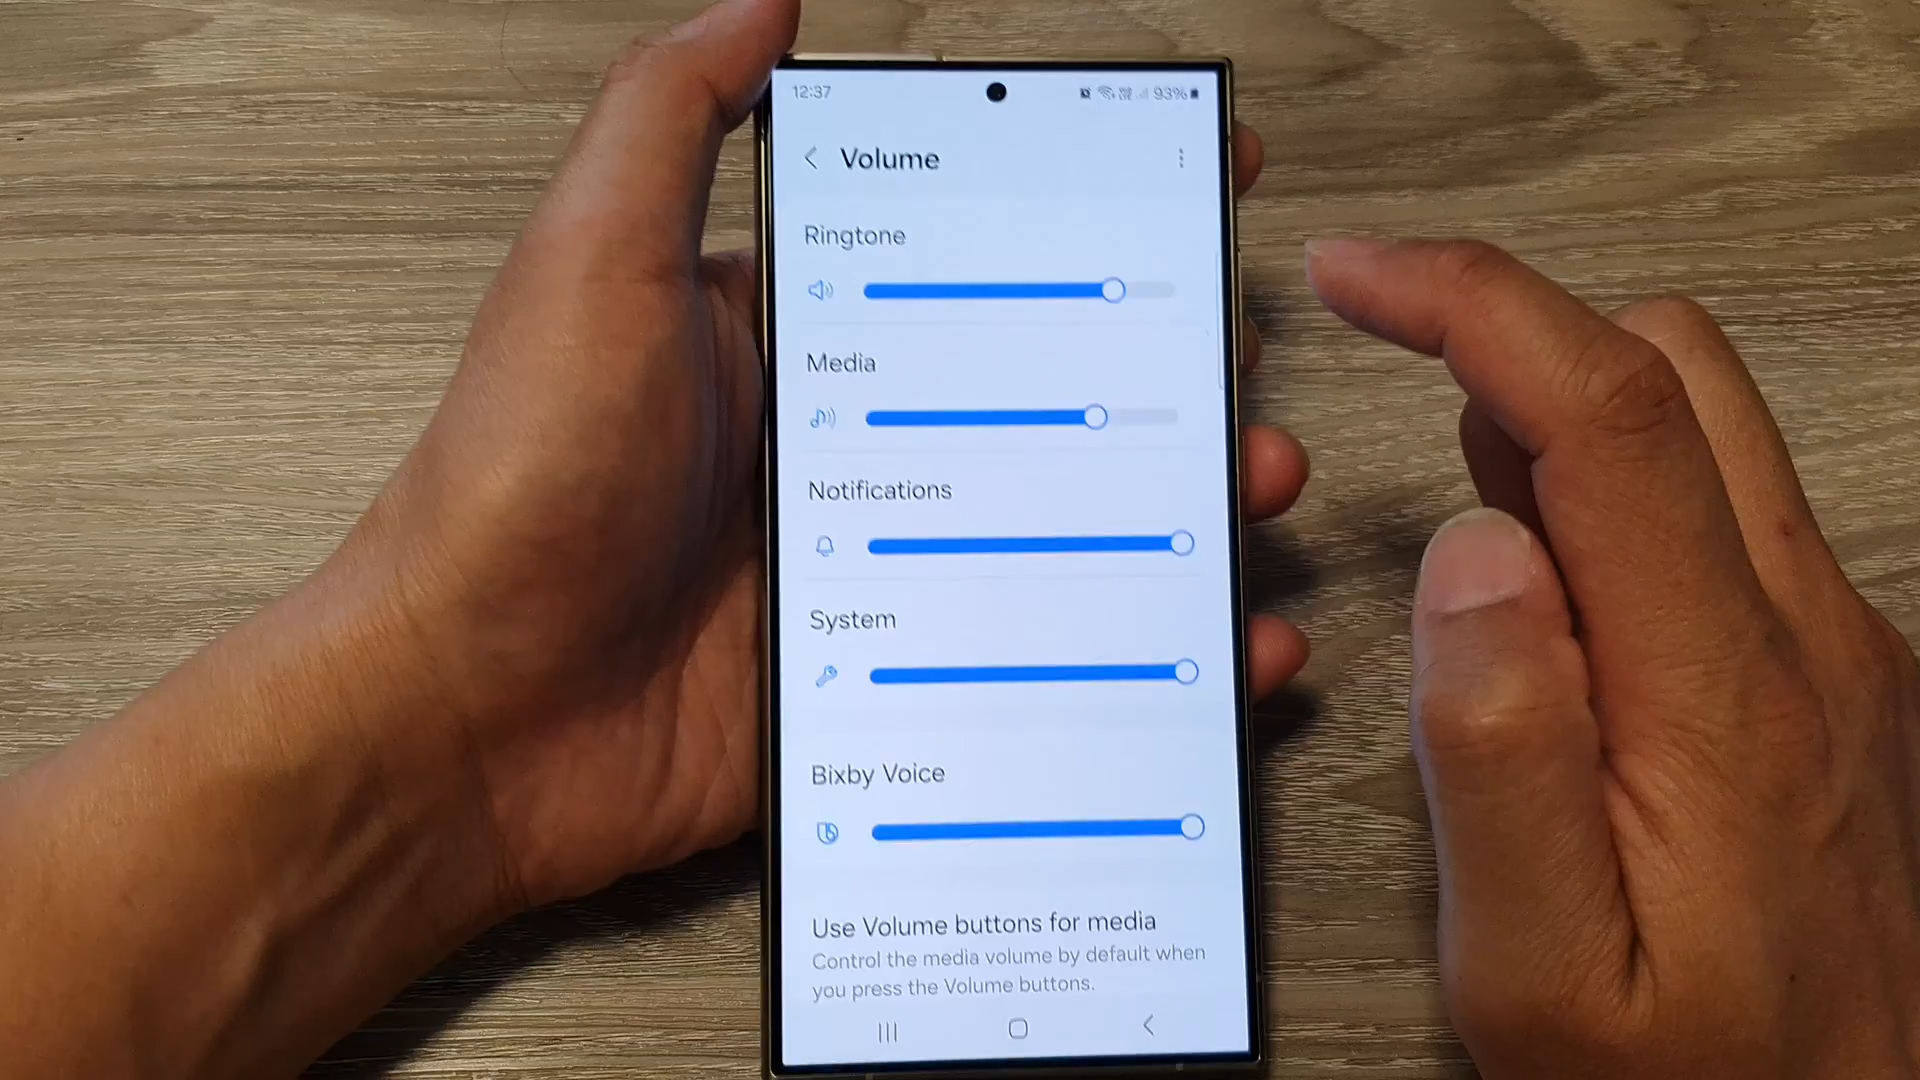 12:37
93%
Volume
Ringtone
Media
Notifications
System
Bixby Voice
Use Volume buttons for media
Control the media volume by default when
you press the Volume buttons.